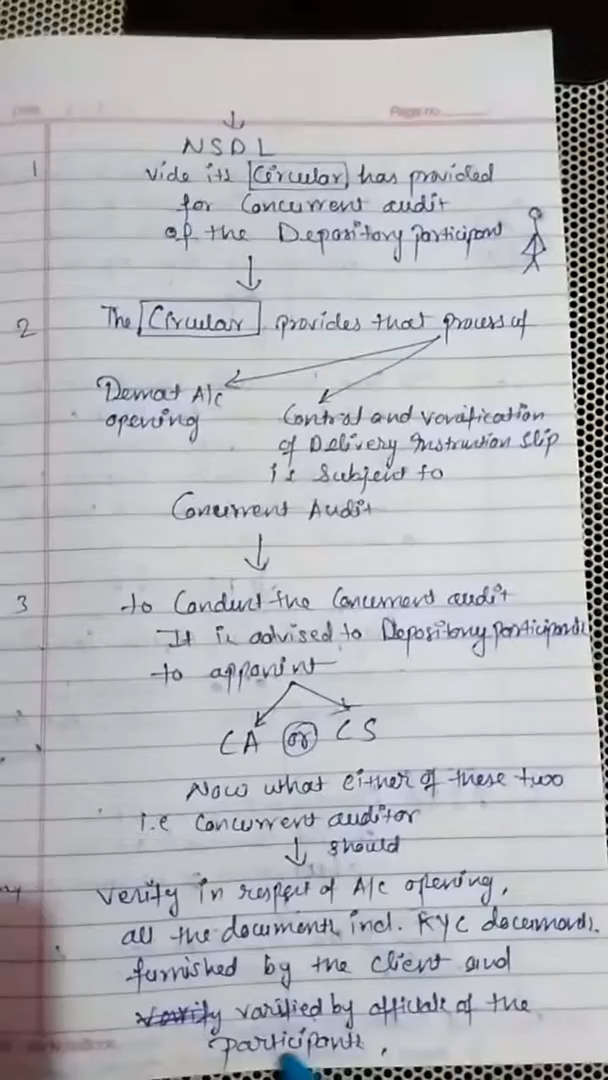 Page no.
NSDL
1 vide its Circular has provided
for Concurrent audit
of the Depository participant
2 The Circular provides that process of
Demat A/c
opening
Control and varification
of Delivery Instruction Slip
is Subject to
Concurrent Audit
3 to Conduct the Concurrent audit
It is advised to Depository participants
to appoint
CA or CS
Now what either of these two
i.e Concurrent auditor
should
Verify in respect of A/c opening,
all the documents incl. KYC documents.
furnished by the client and
varified by officials of the
participants.